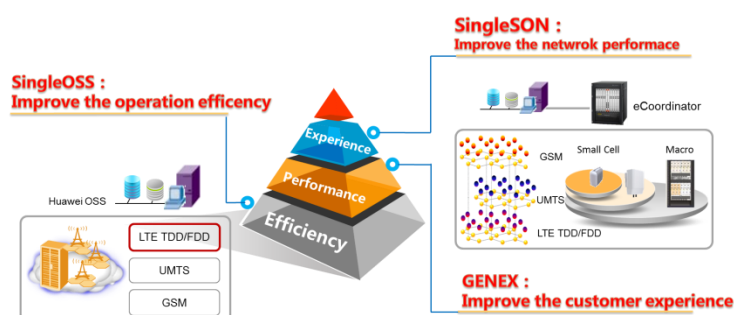 SingleSON：
Improve the netwrok performace
SingleOSS：
Improve the operation efficency
eCoordinator
Experience
Performance
Efficiency
Huawei OSS
LTE TDD/FDD
UMTS
GSM
GSM
UMTS
LTE TDD/FDD
Small Cell
Macro
GENEX：
Improve the customer experience